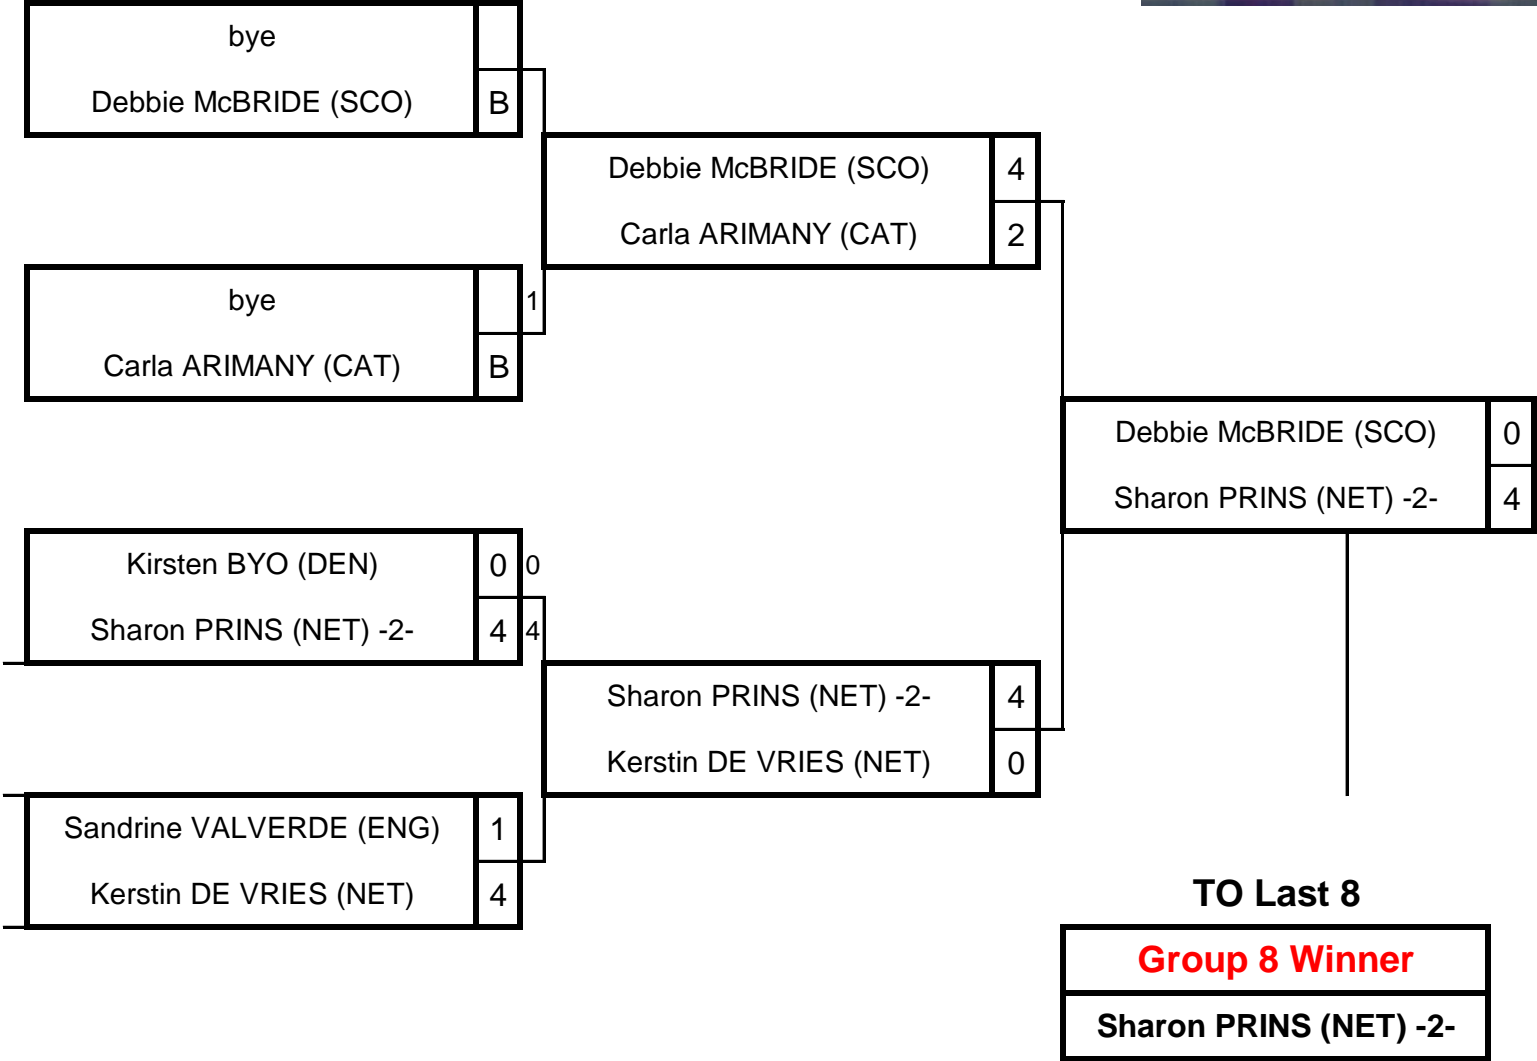 bye
Debbie McBRIDE (SCO) B
Debbie McBRIDE (SCO) 4
Carla ARIMANY (CAT) 2
bye 1
Carla ARIMANY (CAT) B
Debbie McBRIDE (SCO) 0
Sharon PRINS (NET) -2- 4
Kirsten BYO (DEN) 0 0
Sharon PRINS (NET) -2- 4 4
Sharon PRINS (NET) -2- 4
Kerstin DE VRIES (NET) 0
Sandrine VALVERDE (ENG) 1
Kerstin DE VRIES (NET) 4
TO Last 8
Group 8 Winner
Sharon PRINS (NET) -2-